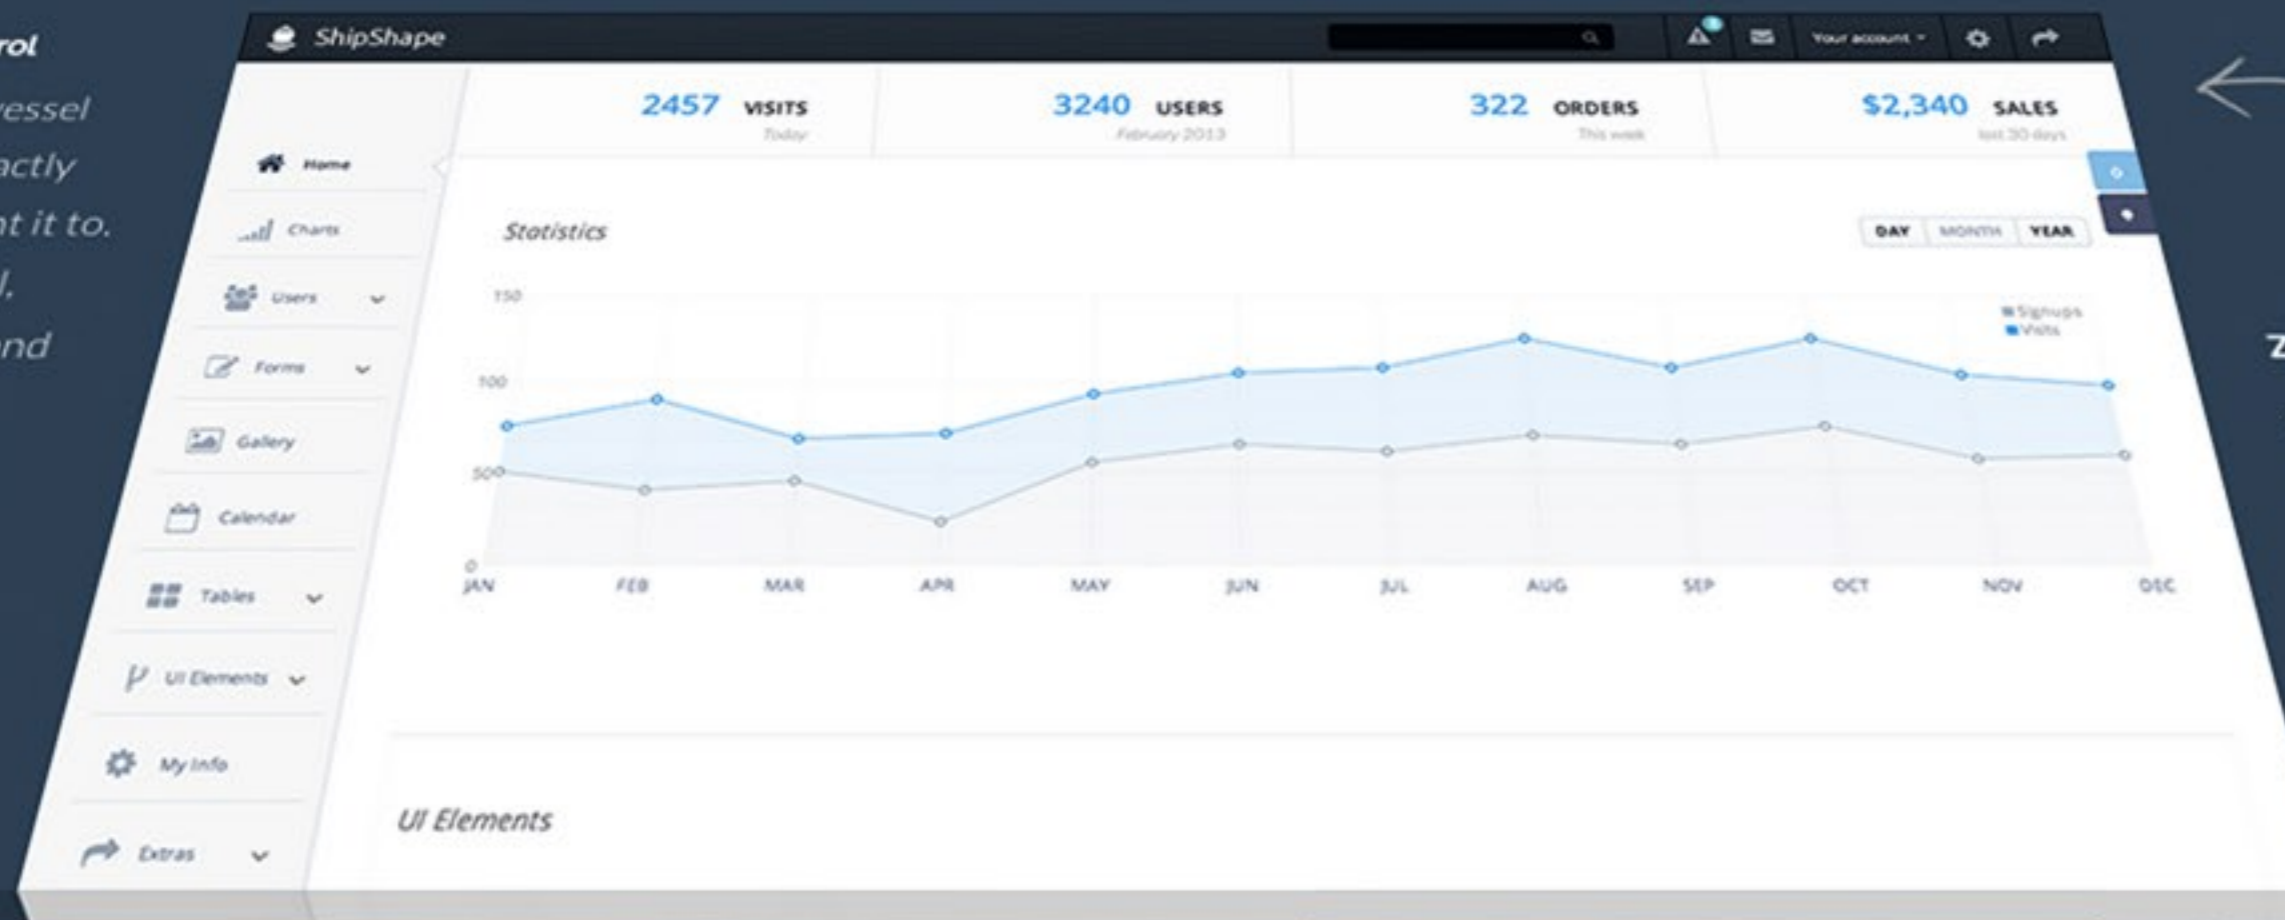 rol
essel
actly
nt it to.
l,
nd
ShipShape
Your account
2457 VISITS
Today
3240 USERS
February 2013
322 ORDERS
This week
$2,340 SALES
last 30 days
Home
Charts
Users
Forms
Gallery
Calendar
Tables
UI Elements
My Info
Extras
Statistics
DAY MONTH YEAR
150
100
50
0
Signups
Visits
JAN FEB MAR APR MAY JUN JUL AUG SEP OCT NOV DEC
UI Elements
Z